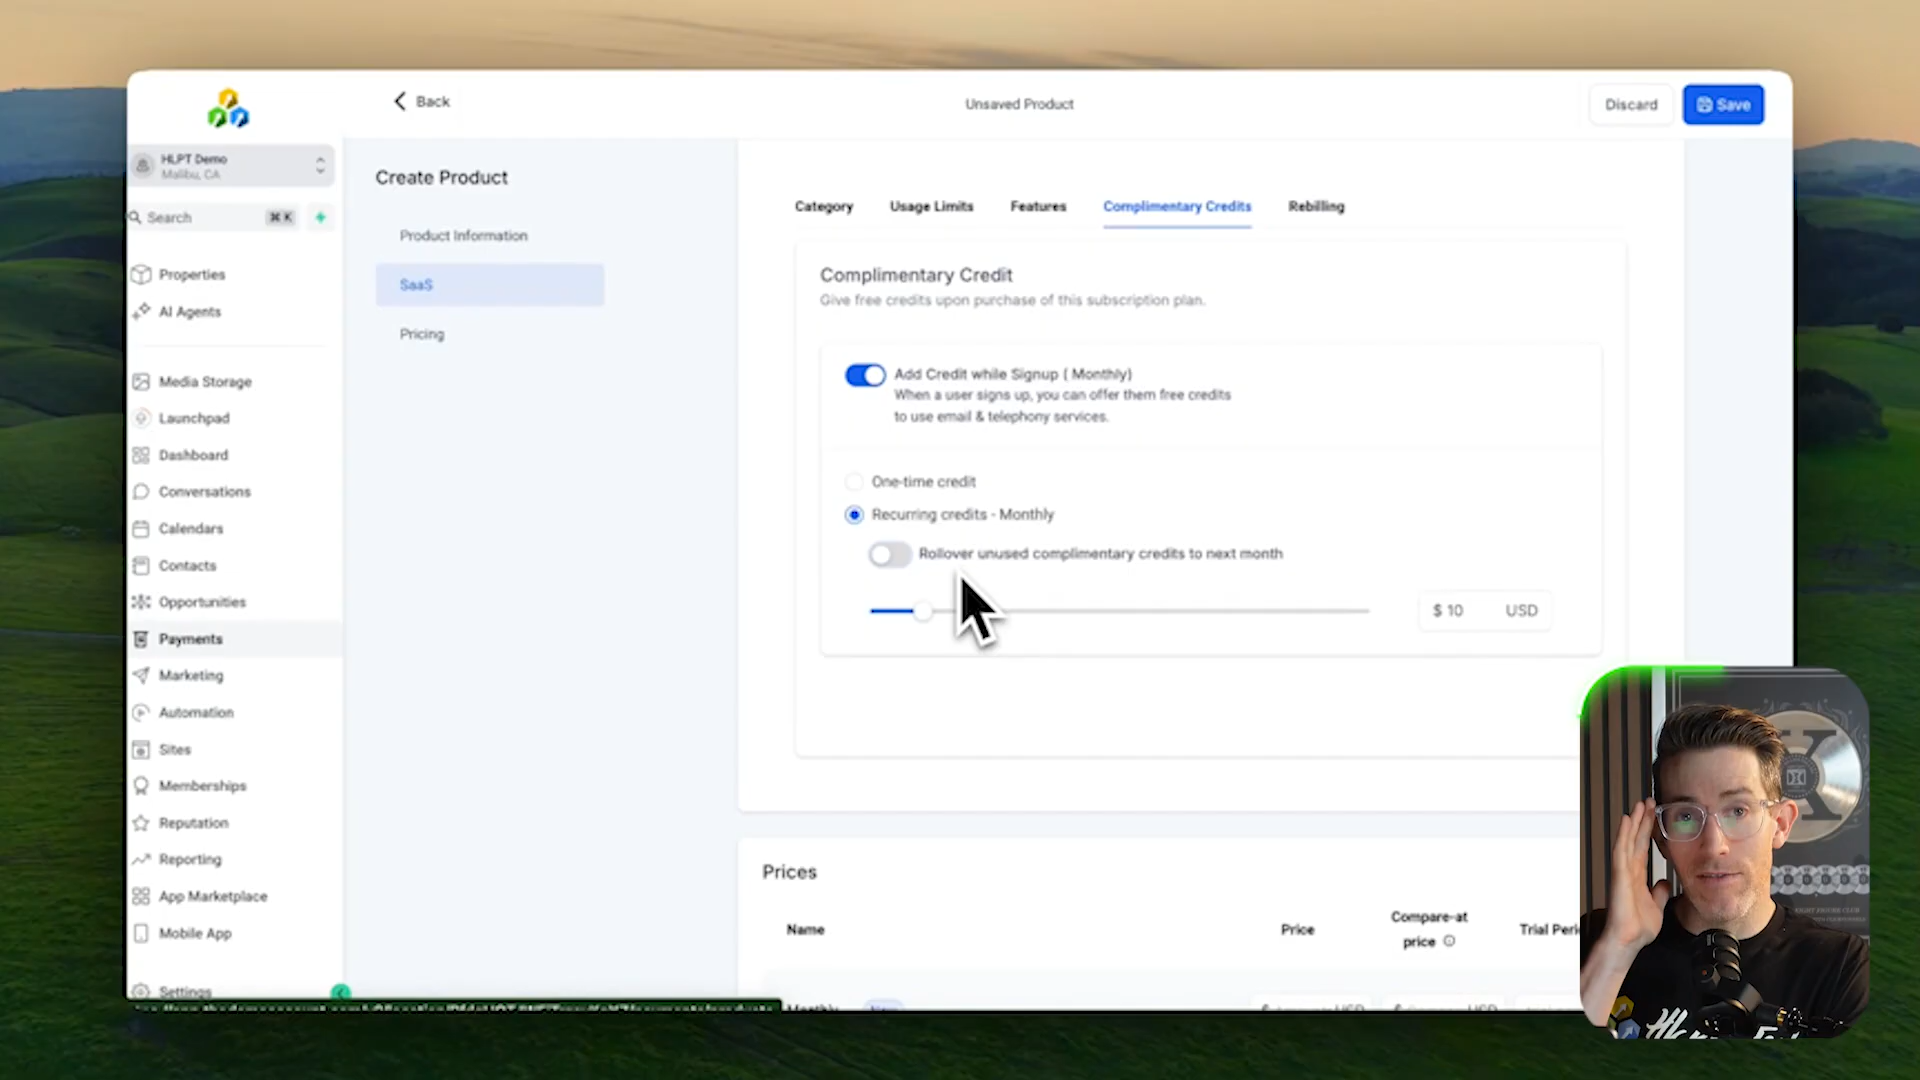 Back
Unsaved Product
Discard
Save
HLPT Demo
Malibu, CA
Search
⌘ K
Properties
AI Agents
Media Storage
Launchpad
Dashboard
Conversations
Calendars
Contacts
Opportunities
Payments
Marketing
Automation
Sites
Memberships
Reputation
Reporting
App Marketplace
Mobile App
Settings
Create Product
Product Information
SaaS
Pricing
Category
Usage Limits
Features
Complimentary Credits
Rebilling
Complimentary Credit
Give free credits upon purchase of this subscription plan.
Add Credit while Signup ( Monthly)
When a user signs up, you can offer them free credits
to use email & telephony services.
One-time credit
Recurring credits - Monthly
Rollover unused complimentary credits to next month
$ 10 USD
Prices
Name
Price
Compare-at
price
Trial
Monthly